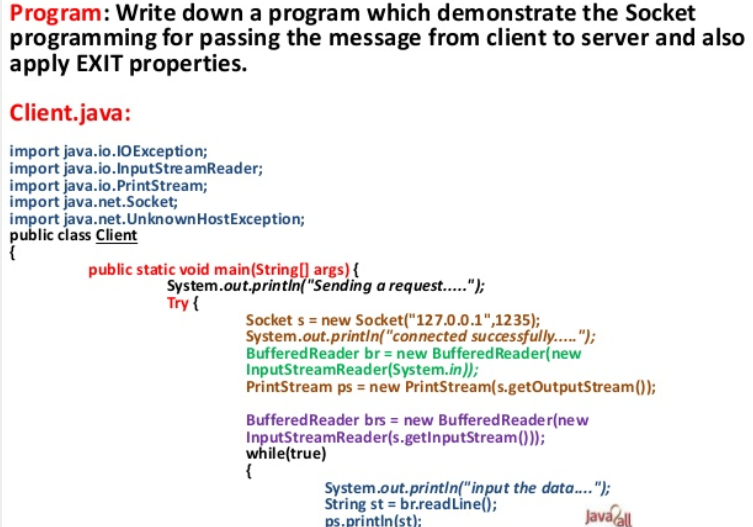 Program: Write down a program which demonstrate the Socket
programming for passing the message from client to server and also
apply EXIT properties.
Client.java:
import java.io.IOException;
import java.io.InputStreamReader;
import java.io.PrintStream;
import java.net.Socket;
import java.net.UnknownHostException;
public class Client
{
public static void main(String[] args) {
System.out.println("Sending a request.....");
Try {
Socket s = new Socket("127.0.0.1",1235);
System.out.println("connected successfully.....");
BufferedReader br = new BufferedReader(new
InputStreamReader(System.in));
PrintStream ps = new PrintStream(s.getOutputStream());
BufferedReader brs = new BufferedReader(new
InputStreamReader(s.getInputStream()));
while(true)
{
System.out.println("input the data....");
String st = br.readLine();
ps.println(st);
Java2all